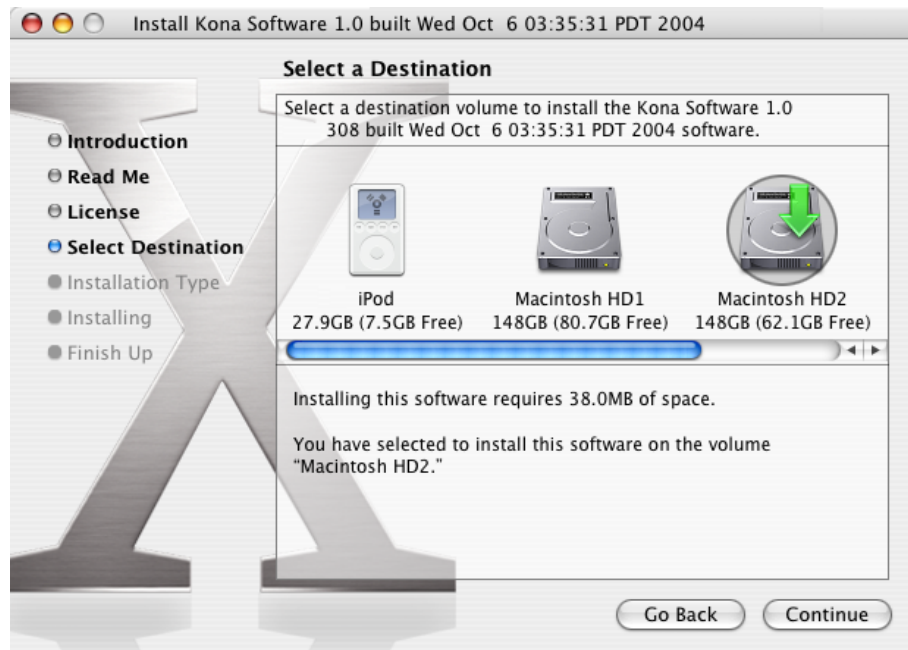 Install Kona Software 1.0 built Wed Oct  6 03:35:31 PDT 2004
Select a Destination
Introduction
Read Me
License
Select Destination
Installation Type
Installing
Finish Up
Select a destination volume to install the Kona Software 1.0
308 built Wed Oct  6 03:35:31 PDT 2004 software.
iPod
27.9GB (7.5GB Free)
Macintosh HD1
148GB (80.7GB Free)
Macintosh HD2
148GB (62.1GB Free)
Installing this software requires 38.0MB of space.
You have selected to install this software on the volume
“Macintosh HD2.”
Go Back
Continue